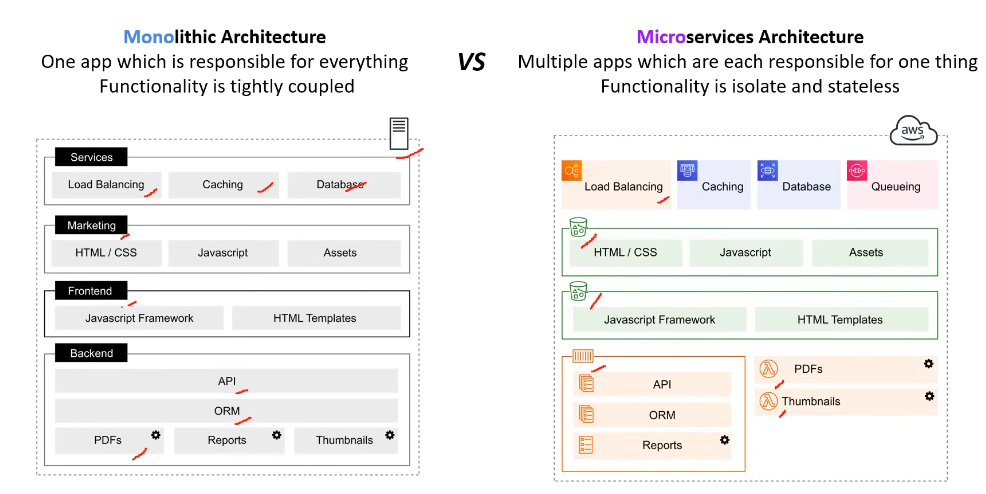 Monolithic Architecture
One app which is responsible for everything
Functionality is tightly coupled
VS
Microservices Architecture
Multiple apps which are each responsible for one thing
Functionality is isolate and stateless
Services
Load Balancing
Caching
Database
Marketing
HTML / CSS
Javascript
Assets
Frontend
Javascript Framework
HTML Templates
Backend
API
ORM
PDFs
Reports
Thumbnails
aws
Load Balancing
Caching
Database
Queueing
HTML / CSS
Javascript
Assets
Javascript Framework
HTML Templates
API
ORM
Reports
PDFs
Thumbnails